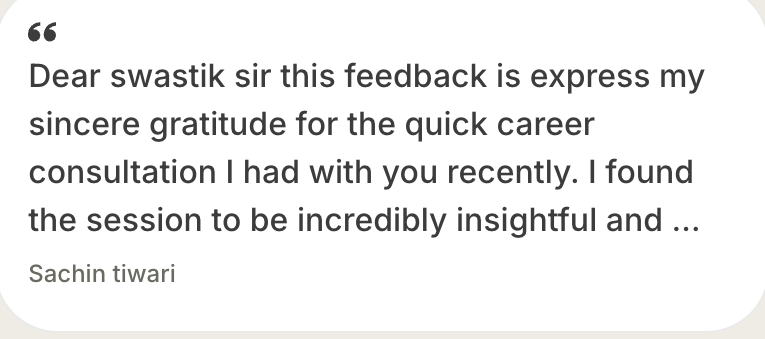 “
Dear swastik sir this feedback is express my
sincere gratitude for the quick career
consultation I had with you recently. I found
the session to be incredibly insightful and ...
Sachin tiwari